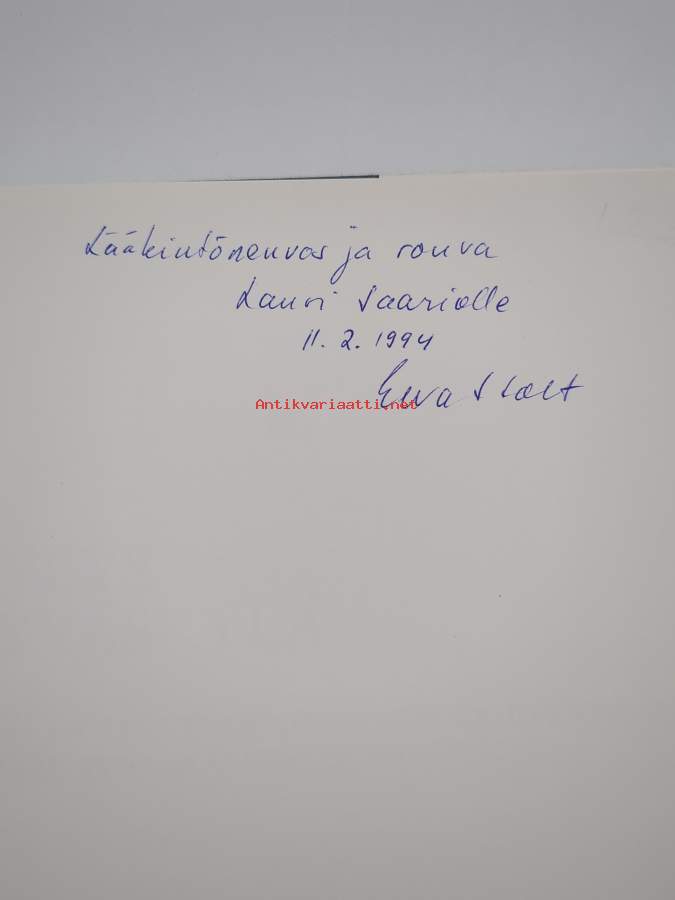 Lääkintöneuvos ja rouva
Lauri Saariolle
11. 2. 1994
Antikvariaatti.net